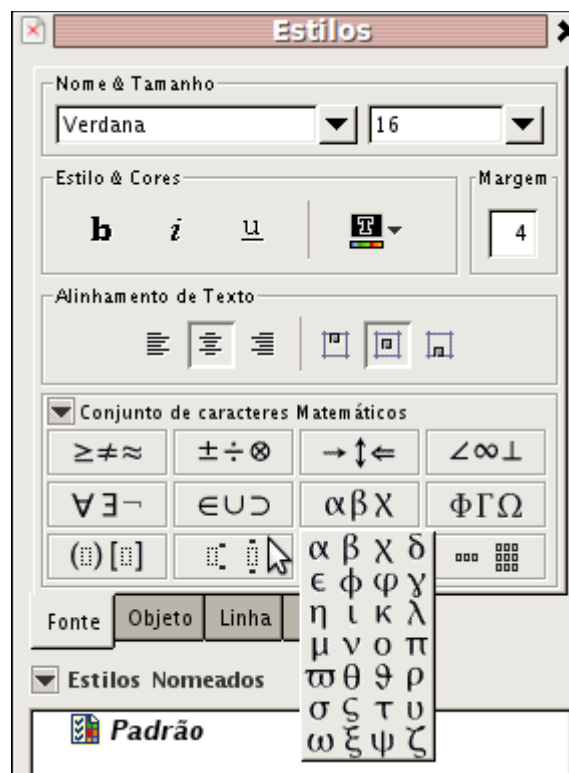 Estilos
Nome & Tamanho
Verdana 16
Estilo & Cores Margem
b i u T 4
Alinhamento de Texto
Conjunto de caracteres Matemáticos
≥≠≈ ±÷⊗ →↕⇐ ∠∞⊥
∀∃¬ ∈∪⊃ αβχ ΦΓΩ
(▯)[▯]
α β χ δ
ϵ ϕ φ γ
η ι κ λ
μ ν ο π
ϖ θ ϑ ρ
σ ς τ υ
ω ξ ψ ζ
Fonte Objeto Linha
Estilos Nomeados
Padrão